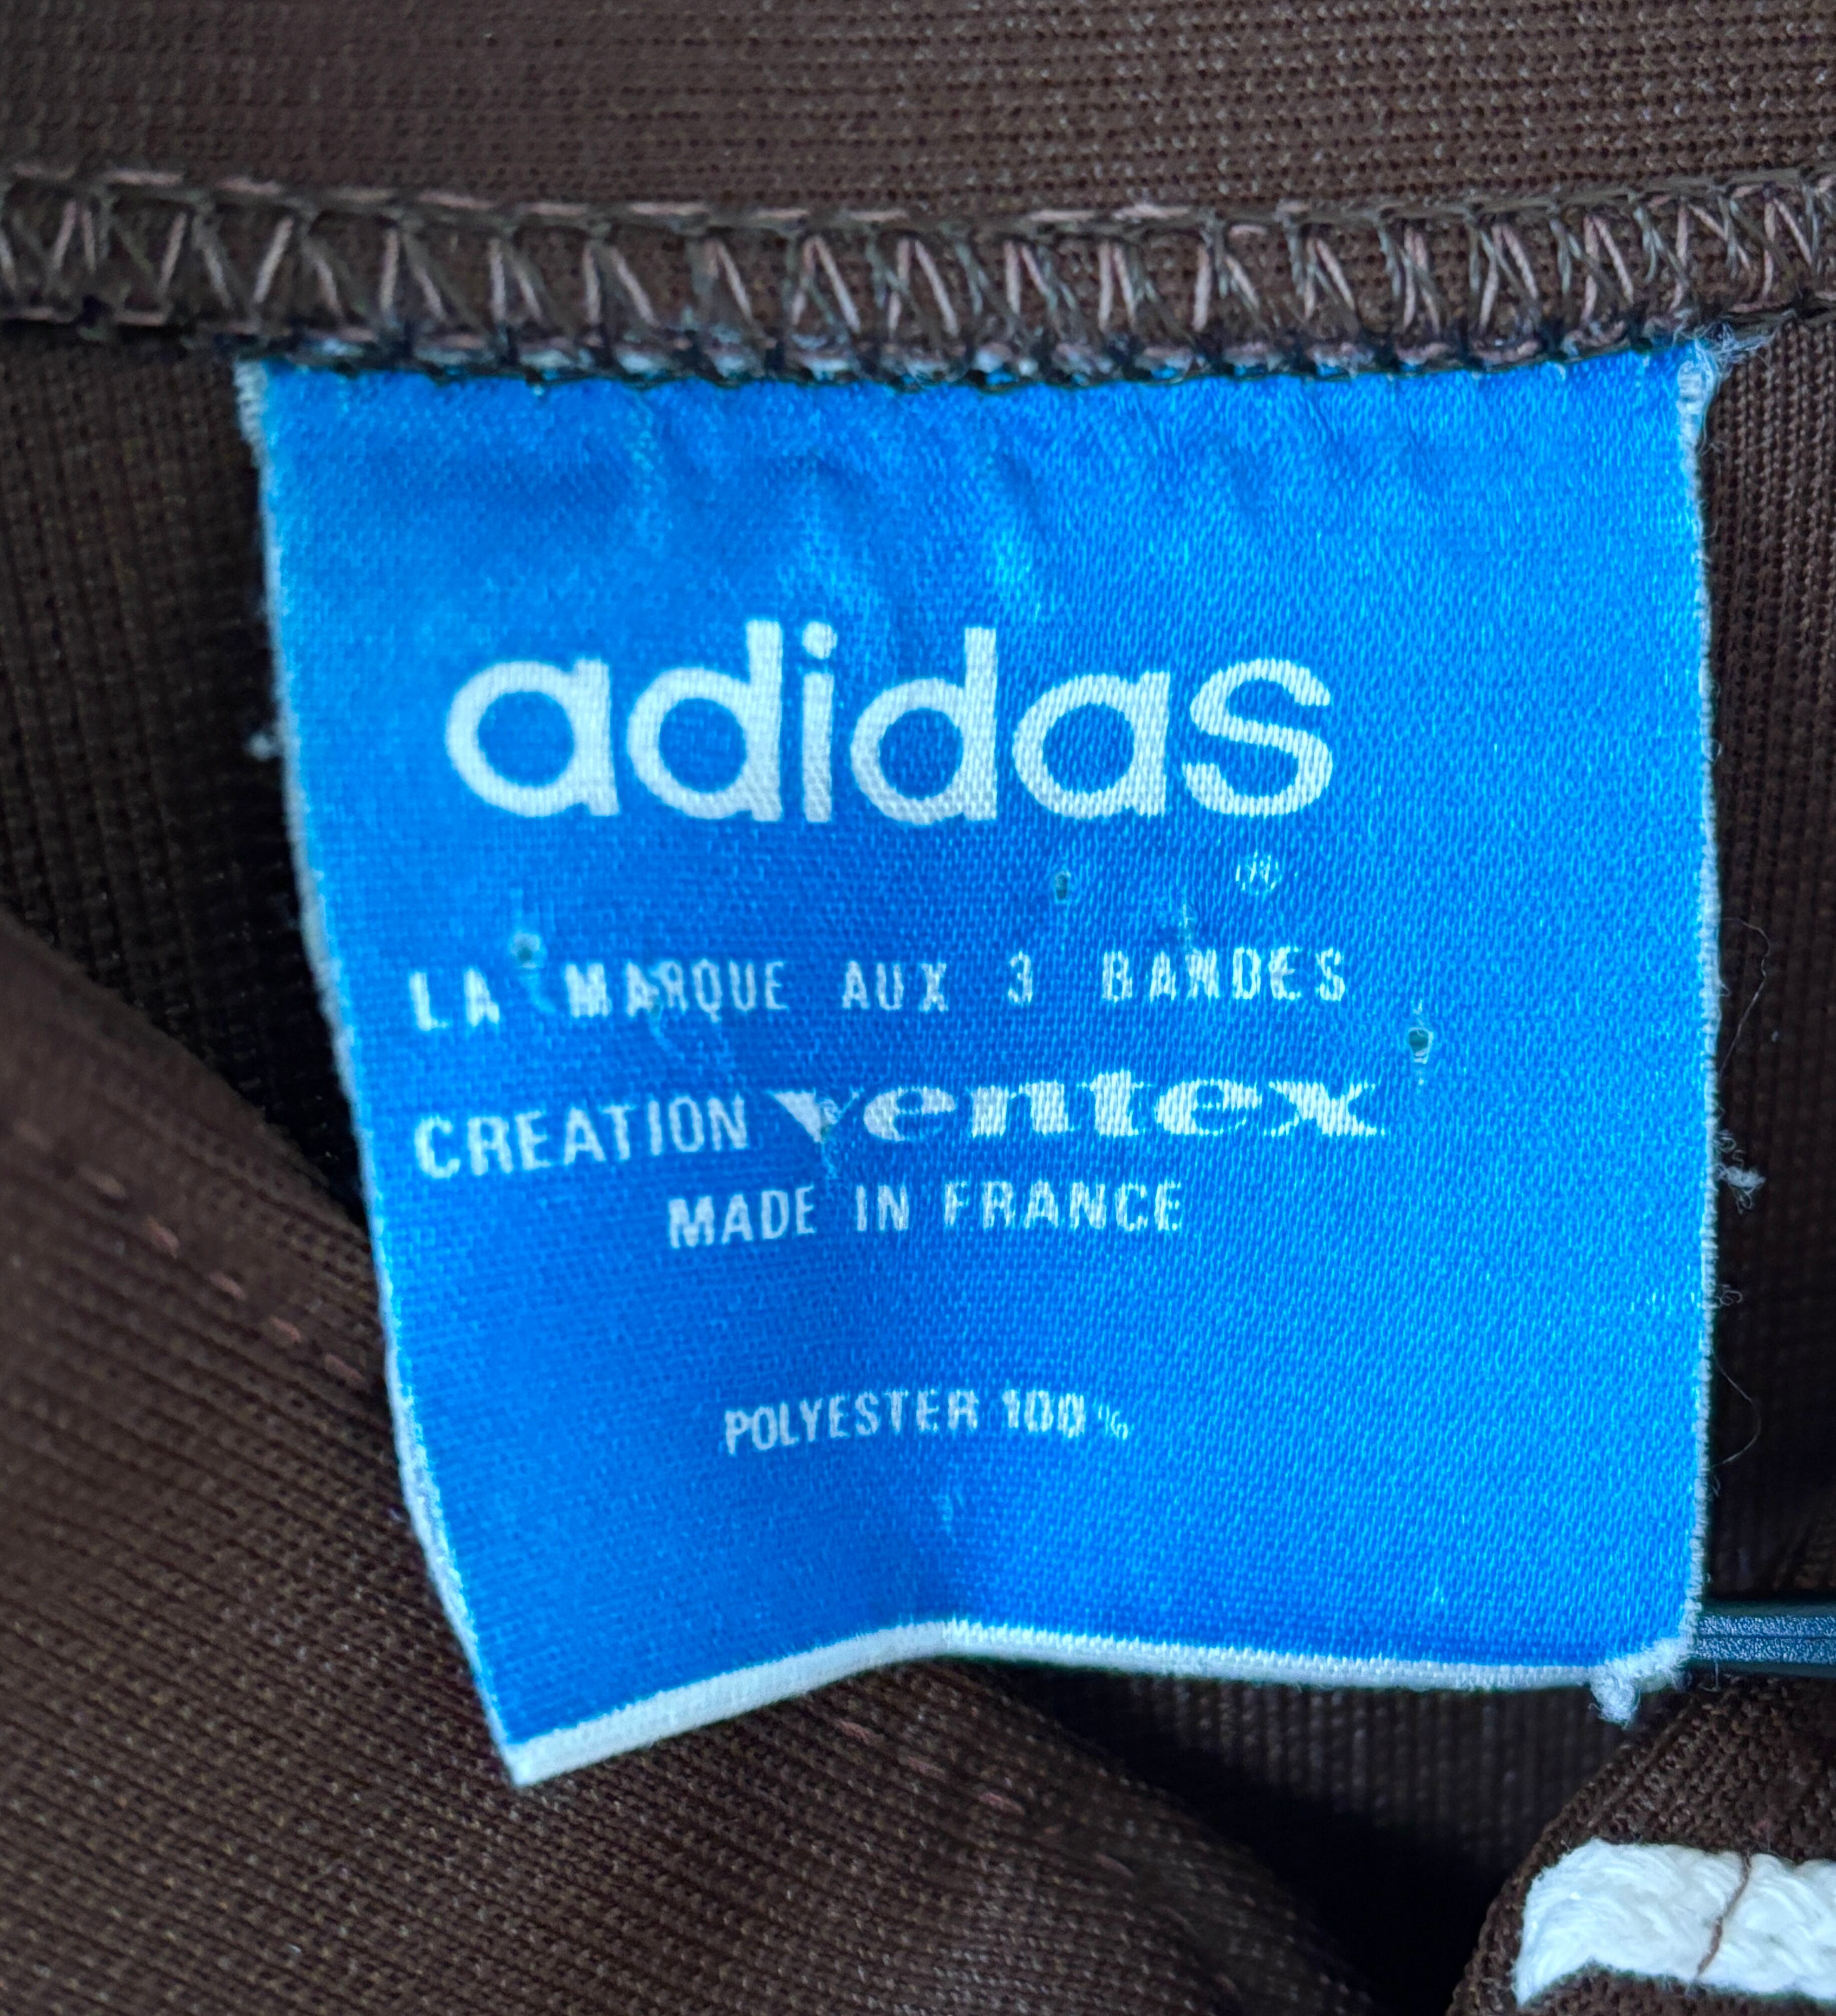 adidas
®
LA MARQUE AUX 3 BANDES
CREATION ventex
MADE IN FRANCE
POLYESTER 100%